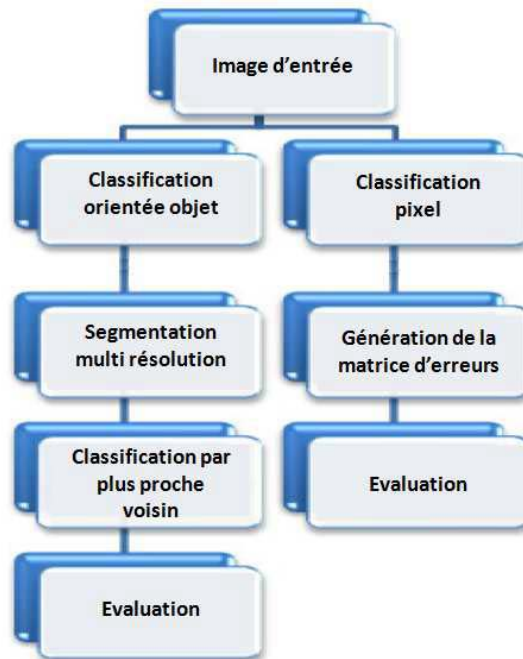 Image d'entrée
Classification
orientée objet
Classification
pixel
Segmentation
multi résolution
Génération de la
matrice d'erreurs
Classification par
plus proche
voisin
Evaluation
Evaluation